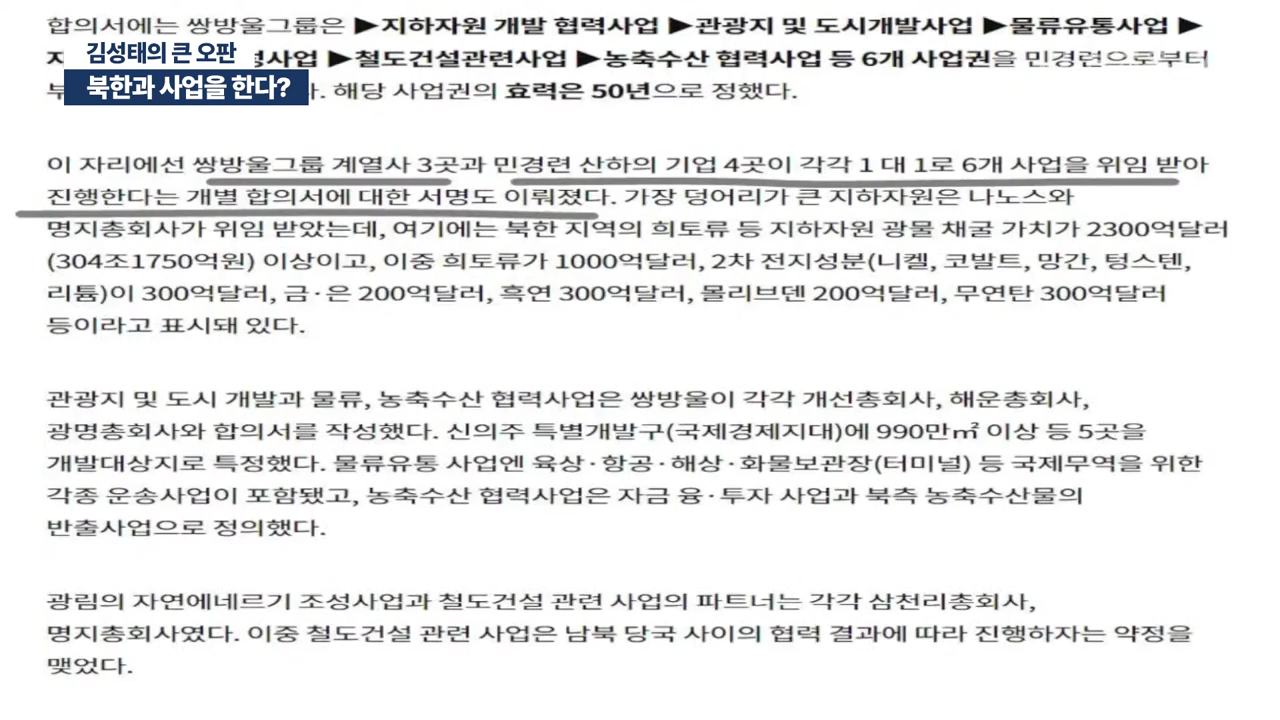 합의서에는 쌍방울그룹은 ▶지하자원 개발 협력사업 ▶관광지 및 도시개발사업 ▶물류유통사업 ▶
김성태의 큰 오판
사업 ▶철도건설관련사업 ▶농축수산 협력사업 등 6개 사업권을 민경련으로부터
북한과 사업을 한다?
. 해당 사업권의 효력은 50년으로 정했다.
이 자리에선 쌍방울그룹 계열사 3곳과 민경련 산하의 기업 4곳이 각각 1 대 1로 6개 사업을 위임 받아
진행한다는 개별 합의서에 대한 서명도 이뤄졌다. 가장 덩어리가 큰 지하자원은 나노스와
명지총회사가 위임 받았는데, 여기에는 북한 지역의 희토류 등 지하자원 광물 채굴 가치가 2300억달러
(304조1750억원) 이상이고, 이중 희토류가 1000억달러, 2차 전지성분(니켈, 코발트, 망간, 텅스텐,
리튬)이 300억달러, 금·은 200억달러, 흑연 300억달러, 몰리브덴 200억달러, 무연탄 300억달러
등이라고 표시돼 있다.
관광지 및 도시 개발과 물류, 농축수산 협력사업은 쌍방울이 각각 개선총회사, 해운총회사,
광명총회사와 합의서를 작성했다. 신의주 특별개발구(국제경제지대)에 990만㎡ 이상 등 5곳을
개발대상지로 특정했다. 물류유통 사업엔 육상·항공·해상·화물보관장(터미널) 등 국제무역을 위한
각종 운송사업이 포함됐고, 농축수산 협력사업은 자금 융·투자 사업과 북측 농축수산물의
반출사업으로 정의했다.
광림의 자연에네르기 조성사업과 철도건설 관련 사업의 파트너는 각각 삼천리총회사,
명지총회사였다. 이중 철도건설 관련 사업은 남북 당국 사이의 협력 결과에 따라 진행하자는 약정을
맺었다.